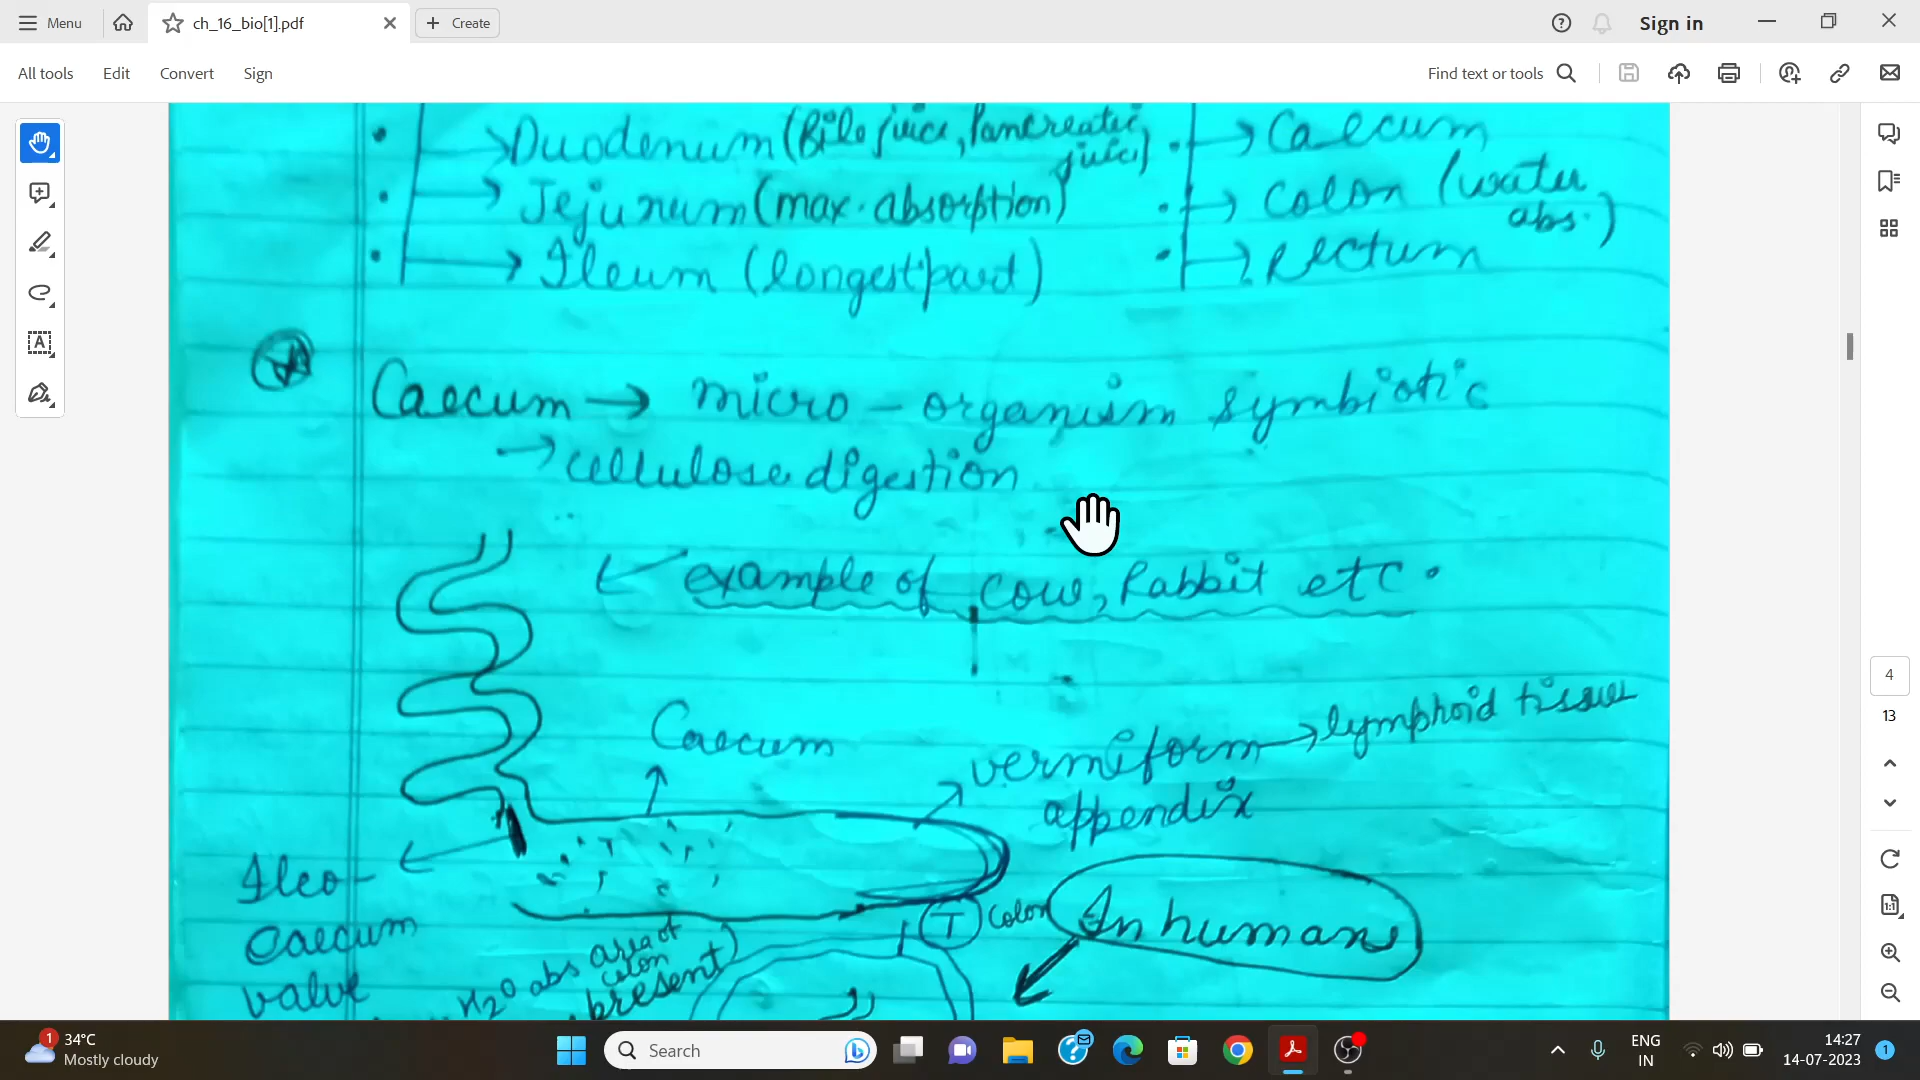 Menu
ch_16_bio[1].pdf
Create
Sign in
All tools
Edit
Convert
Sign
Find text or tools
Duodenum (Bile juice, Pancreatic juice)
Jejunum (max. absorption)
Ileum (longest part)
Caecum
Colon (water abs.)
Rectum
Caecum → micro - organism symbiotic
→ cellulose digestion
example of cow, Rabbit etc.
Caecum
vermiform appendix → lymphoid tissue
Ileo - caecum valve
T colon
In human
H2O abs area of colon present
4
13
1
34°C
Mostly cloudy
Search
ENG
IN
14:27
14-07-2023
1